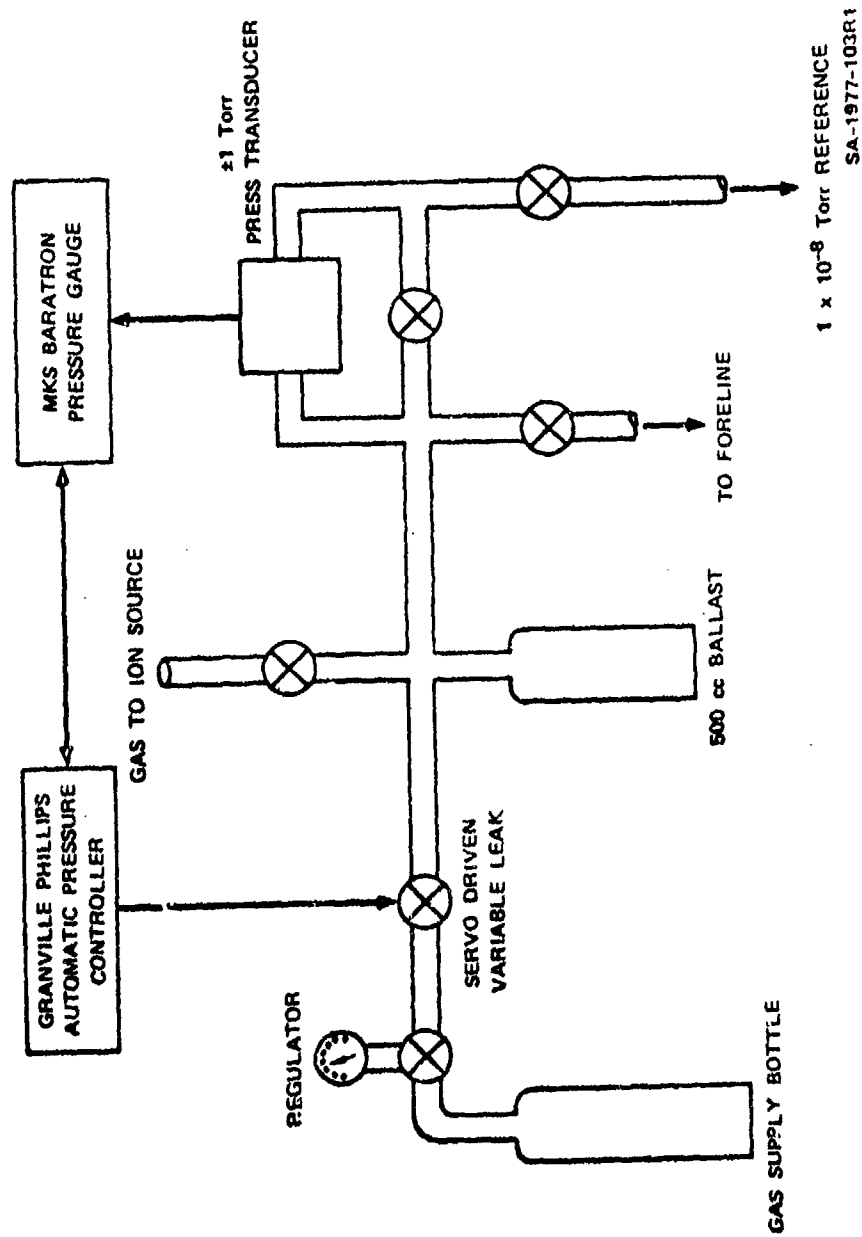 GRANVILLE PHILLIPS
AUTOMATIC PRESSURE
CONTROLLER
MKS BARATRON
PRESSURE GAUGE
±1 Torr
PRESS TRANSDUCER
GAS TO ION SOURCE
REGULATOR
SERVO DRIVEN
VARIABLE LEAK
GAS SUPPLY BOTTLE
500 cc BALLAST
TO FORELINE
1 x 10⁻⁸ Torr REFERENCE
SA-1977-103R1